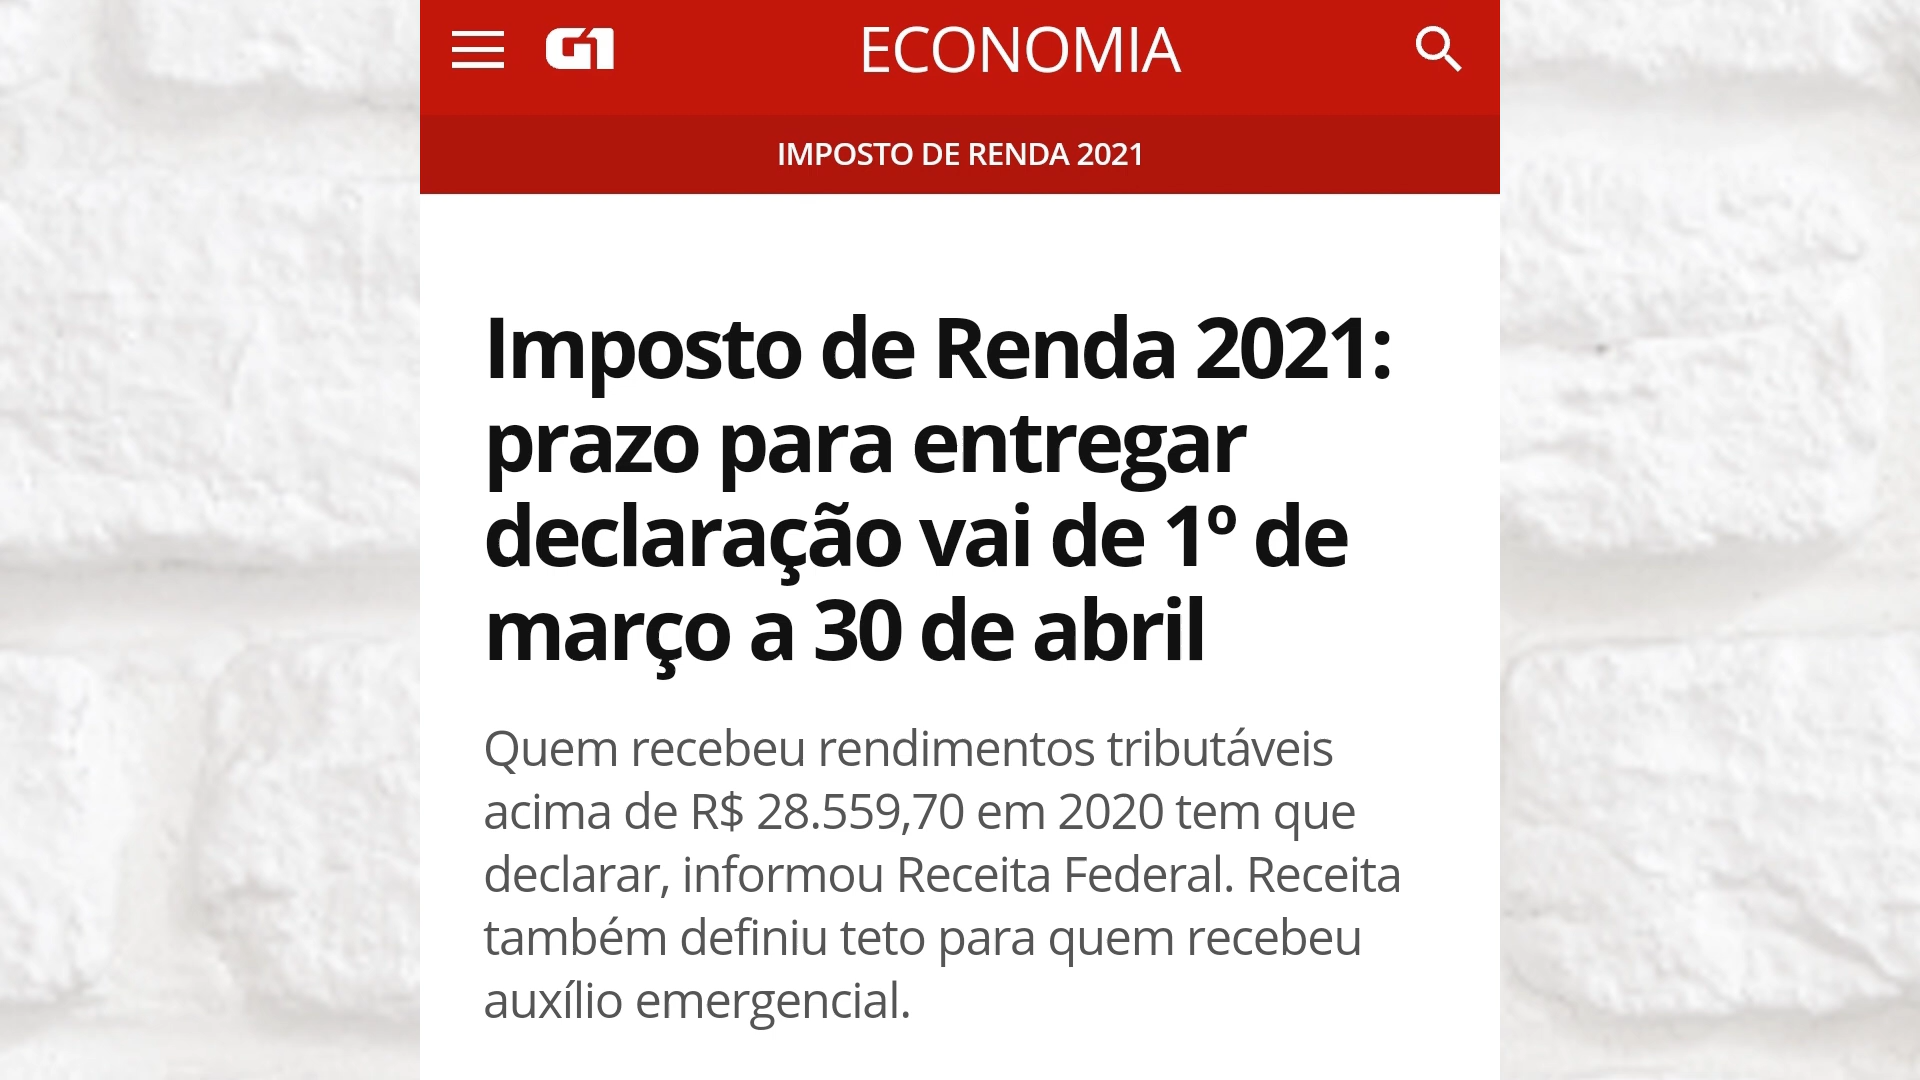 G1
ECONOMIA
IMPOSTO DE RENDA 2021
Imposto de Renda 2021:
prazo para entregar
declaração vai de 1º de
março a 30 de abril
Quem recebeu rendimentos tributáveis
acima de R$ 28.559,70 em 2020 tem que
declarar, informou Receita Federal. Receita
também definiu teto para quem recebeu
auxílio emergencial.